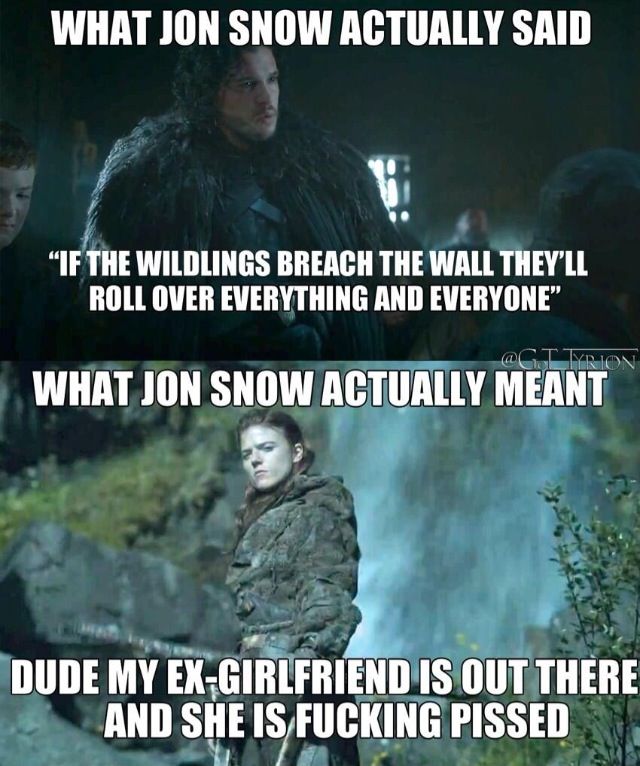 WHAT JON SNOW ACTUALLY SAID
“IF THE WILDLINGS BREACH THE WALL THEY’LL
ROLL OVER EVERYTHING AND EVERYONE”
@G.T_TYRION
WHAT JON SNOW ACTUALLY MEANT
DUDE MY EX-GIRLFRIEND IS OUT THERE
AND SHE IS FUCKING PISSED